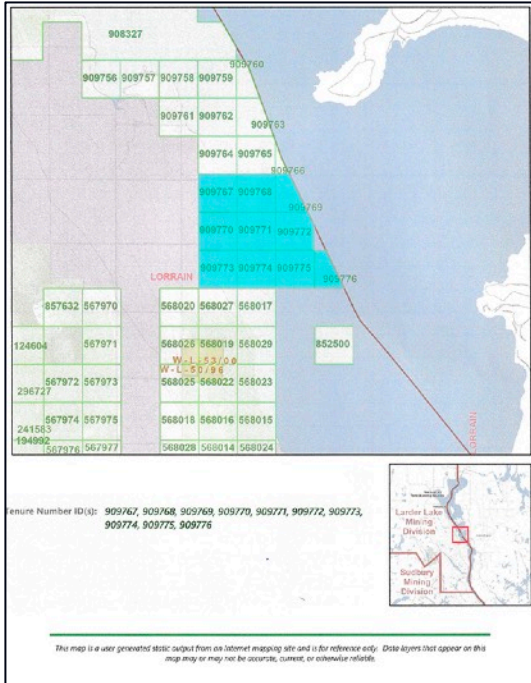 908327
909760
909756 909757 909758 909759
909761 909762
909763
909764 909765
909766
909767 909768
909769
909770 909771 909772
909773 909774 909775
909776
LORRAIN
857632 567970 568020 568027 568017
124604 567971 568026 568019 568029 852500
W-L-53/00
W-L-50/96
567972 567973 568025 568022 568023
296727
567974 567975 568018 568016 568015
241583
194992
567976 567977 568028 568014 568024
LORRAIN
Tenure Number ID(s): 909767, 909768, 909769, 909770, 909771, 909772, 909773,
909774, 909775, 909776
Larder Lake
Mining
Division
Sudbury
Mining
Division
This map is a user generated static output from an Internet mapping site and is for reference only. Data layers that appear on this
map may or may not be accurate, current, or otherwise reliable.